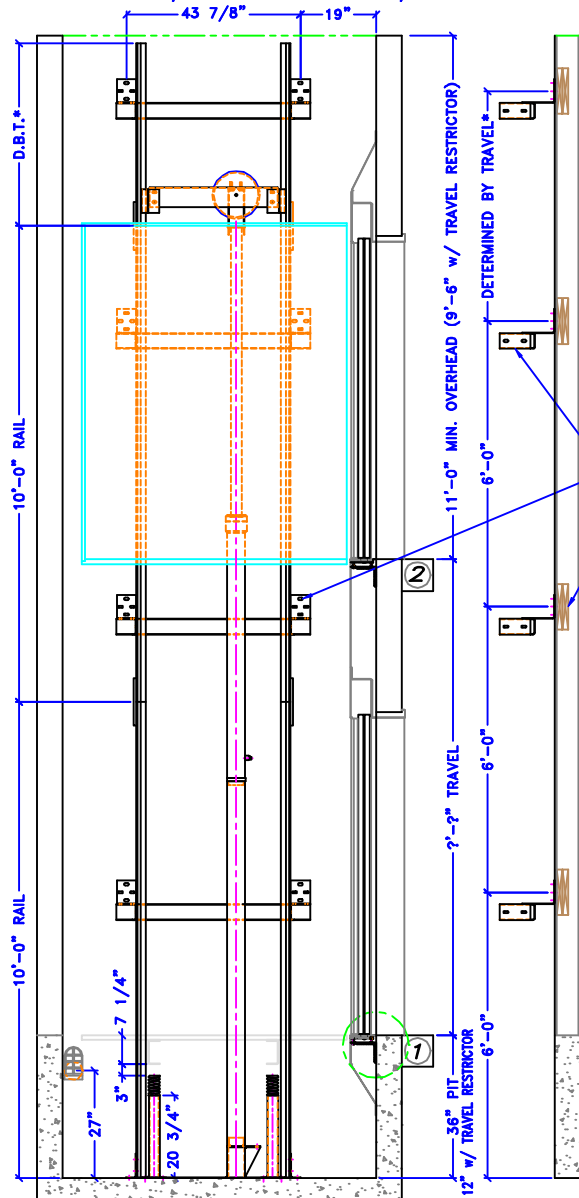 43 7/8"
19"
D.B.T.*
11'-0" MIN. OVERHEAD (9'-6" w/ TRAVEL RESTRICTOR)
DETERMINED BY TRAVEL*
10'-0" RAIL
6'-0"
2
6'-0"
?'-?" TRAVEL
10'-0" RAIL
7 1/4"
3"
27"
20 3/4"
1
36" PIT
12" w/ TRAVEL RESTRICTOR
6'-0"